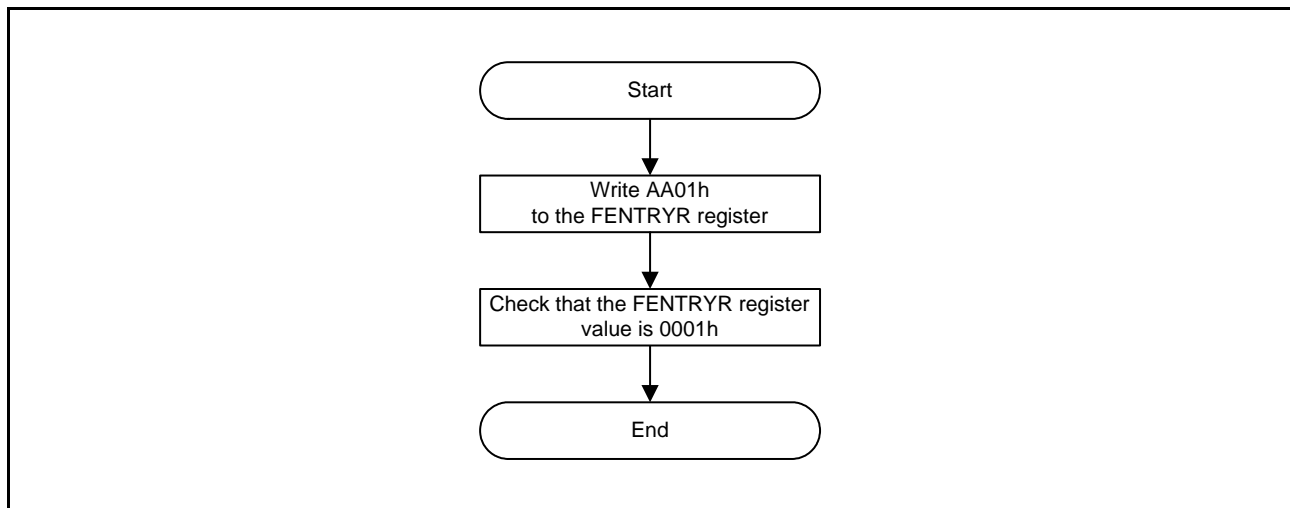 Start
Write AA01h
to the FENTRYR register
Check that the FENTRYR register
value is 0001h
End